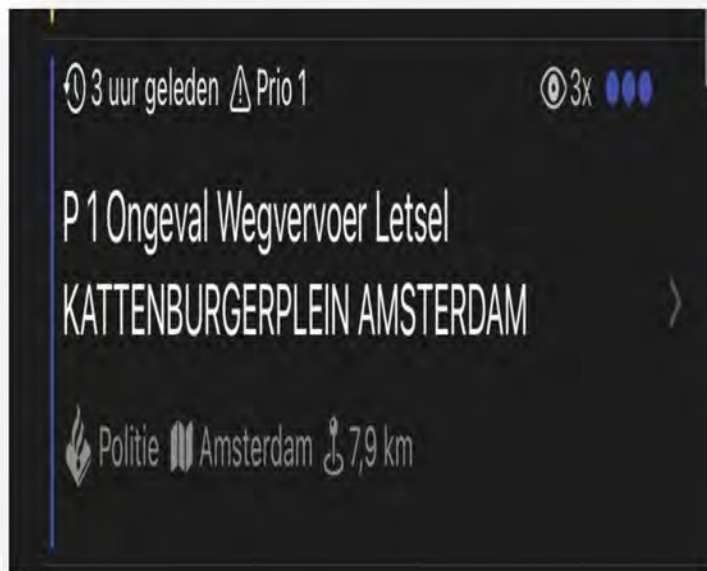 3 uur geleden Prio 1 3x
P 1 Ongeval Wegvervoer Letsel
KATTENBURGERPLEIN AMSTERDAM
Politie Amsterdam 7,9 km